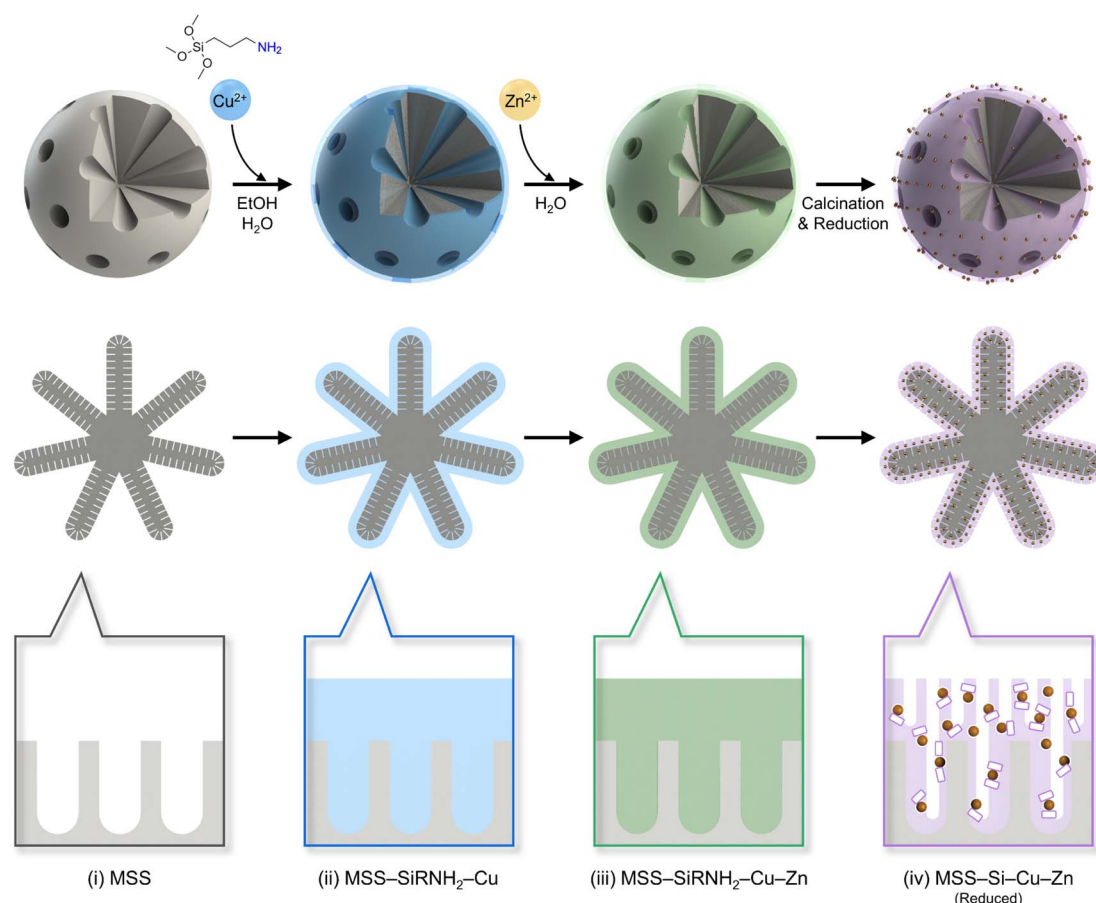 O
Si
NH₂
O
O
Cu²⁺
Zn²⁺
EtOH
H₂O
H₂O
Calcination
& Reduction
(i) MSS
(ii) MSS–SiRNH₂–Cu
(iii) MSS–SiRNH₂–Cu–Zn
(iv) MSS–Si–Cu–Zn
(Reduced)